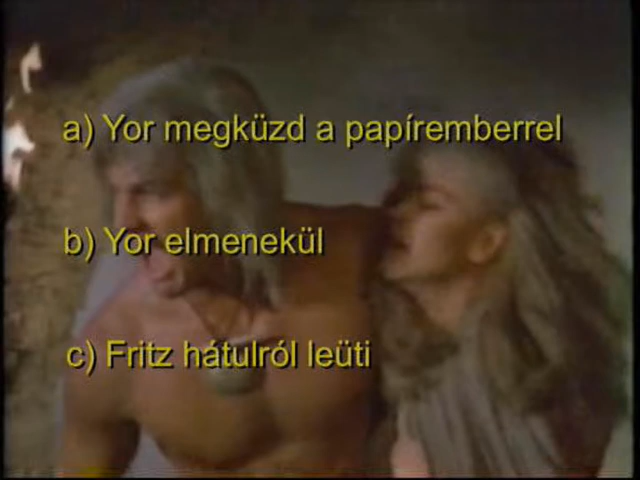 a) Yor megküzd a papíremberrel
b) Yor elmenekül
c) Fritz hátulról leüti